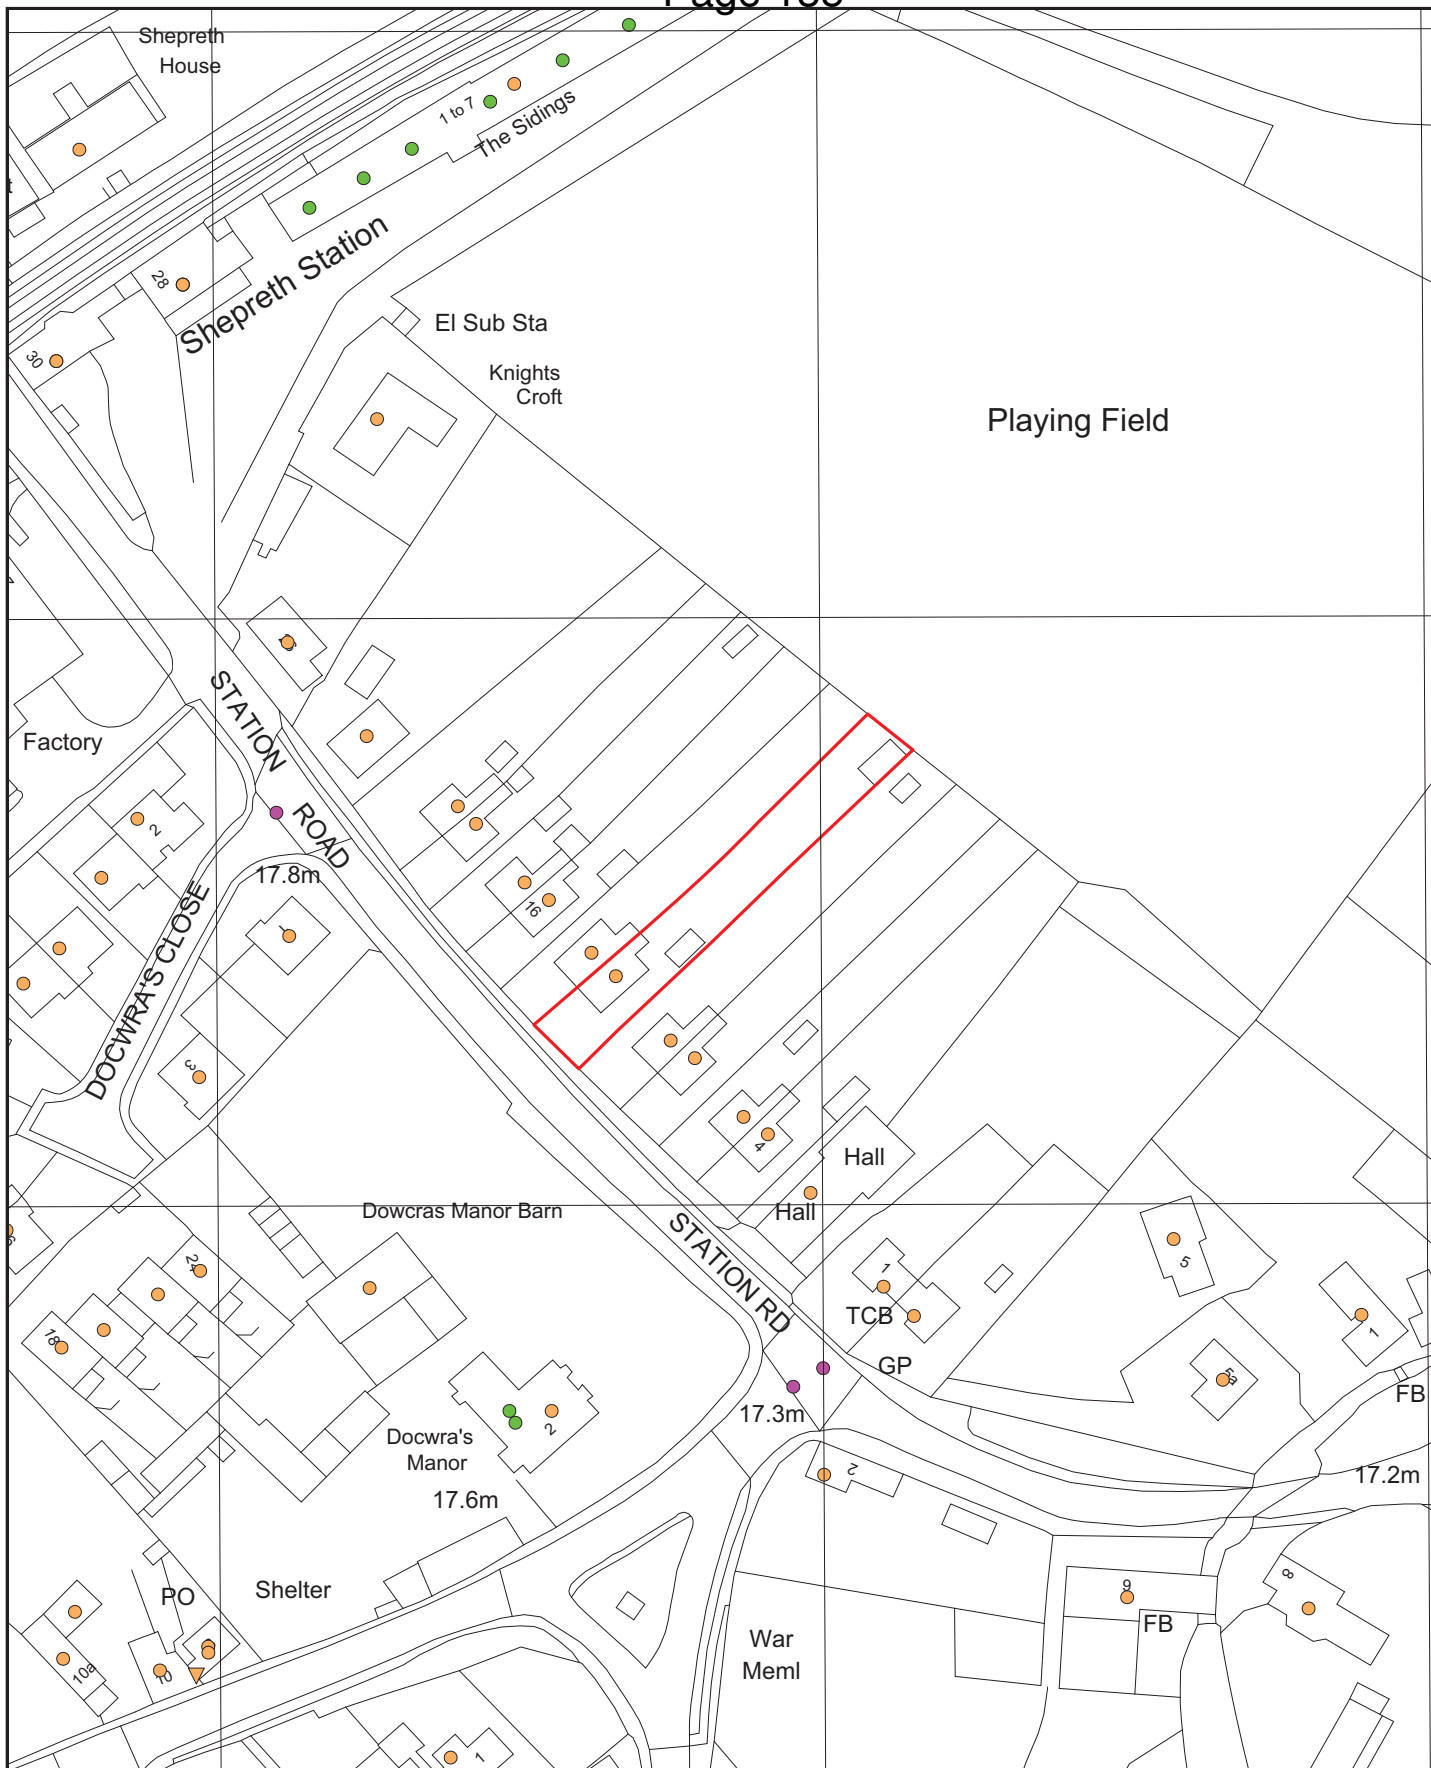 Shepreth
House
1 to 7
The Sidings
Shepreth Station
28
30
El Sub Sta
Knights
Croft
Playing Field
STATION
ROAD
Factory
2
17.8m
DOCWRA'S CLOSE
1
3
16
4
Hall
Hall
Dowcras Manor Barn
STATION RD
24
18
1
TCB
GP
5
1
5a
FB
17.3m
2
Docwra's
Manor
17.6m
2
17.2m
PO
Shelter
10a
10
War
Meml
9
FB
8
1